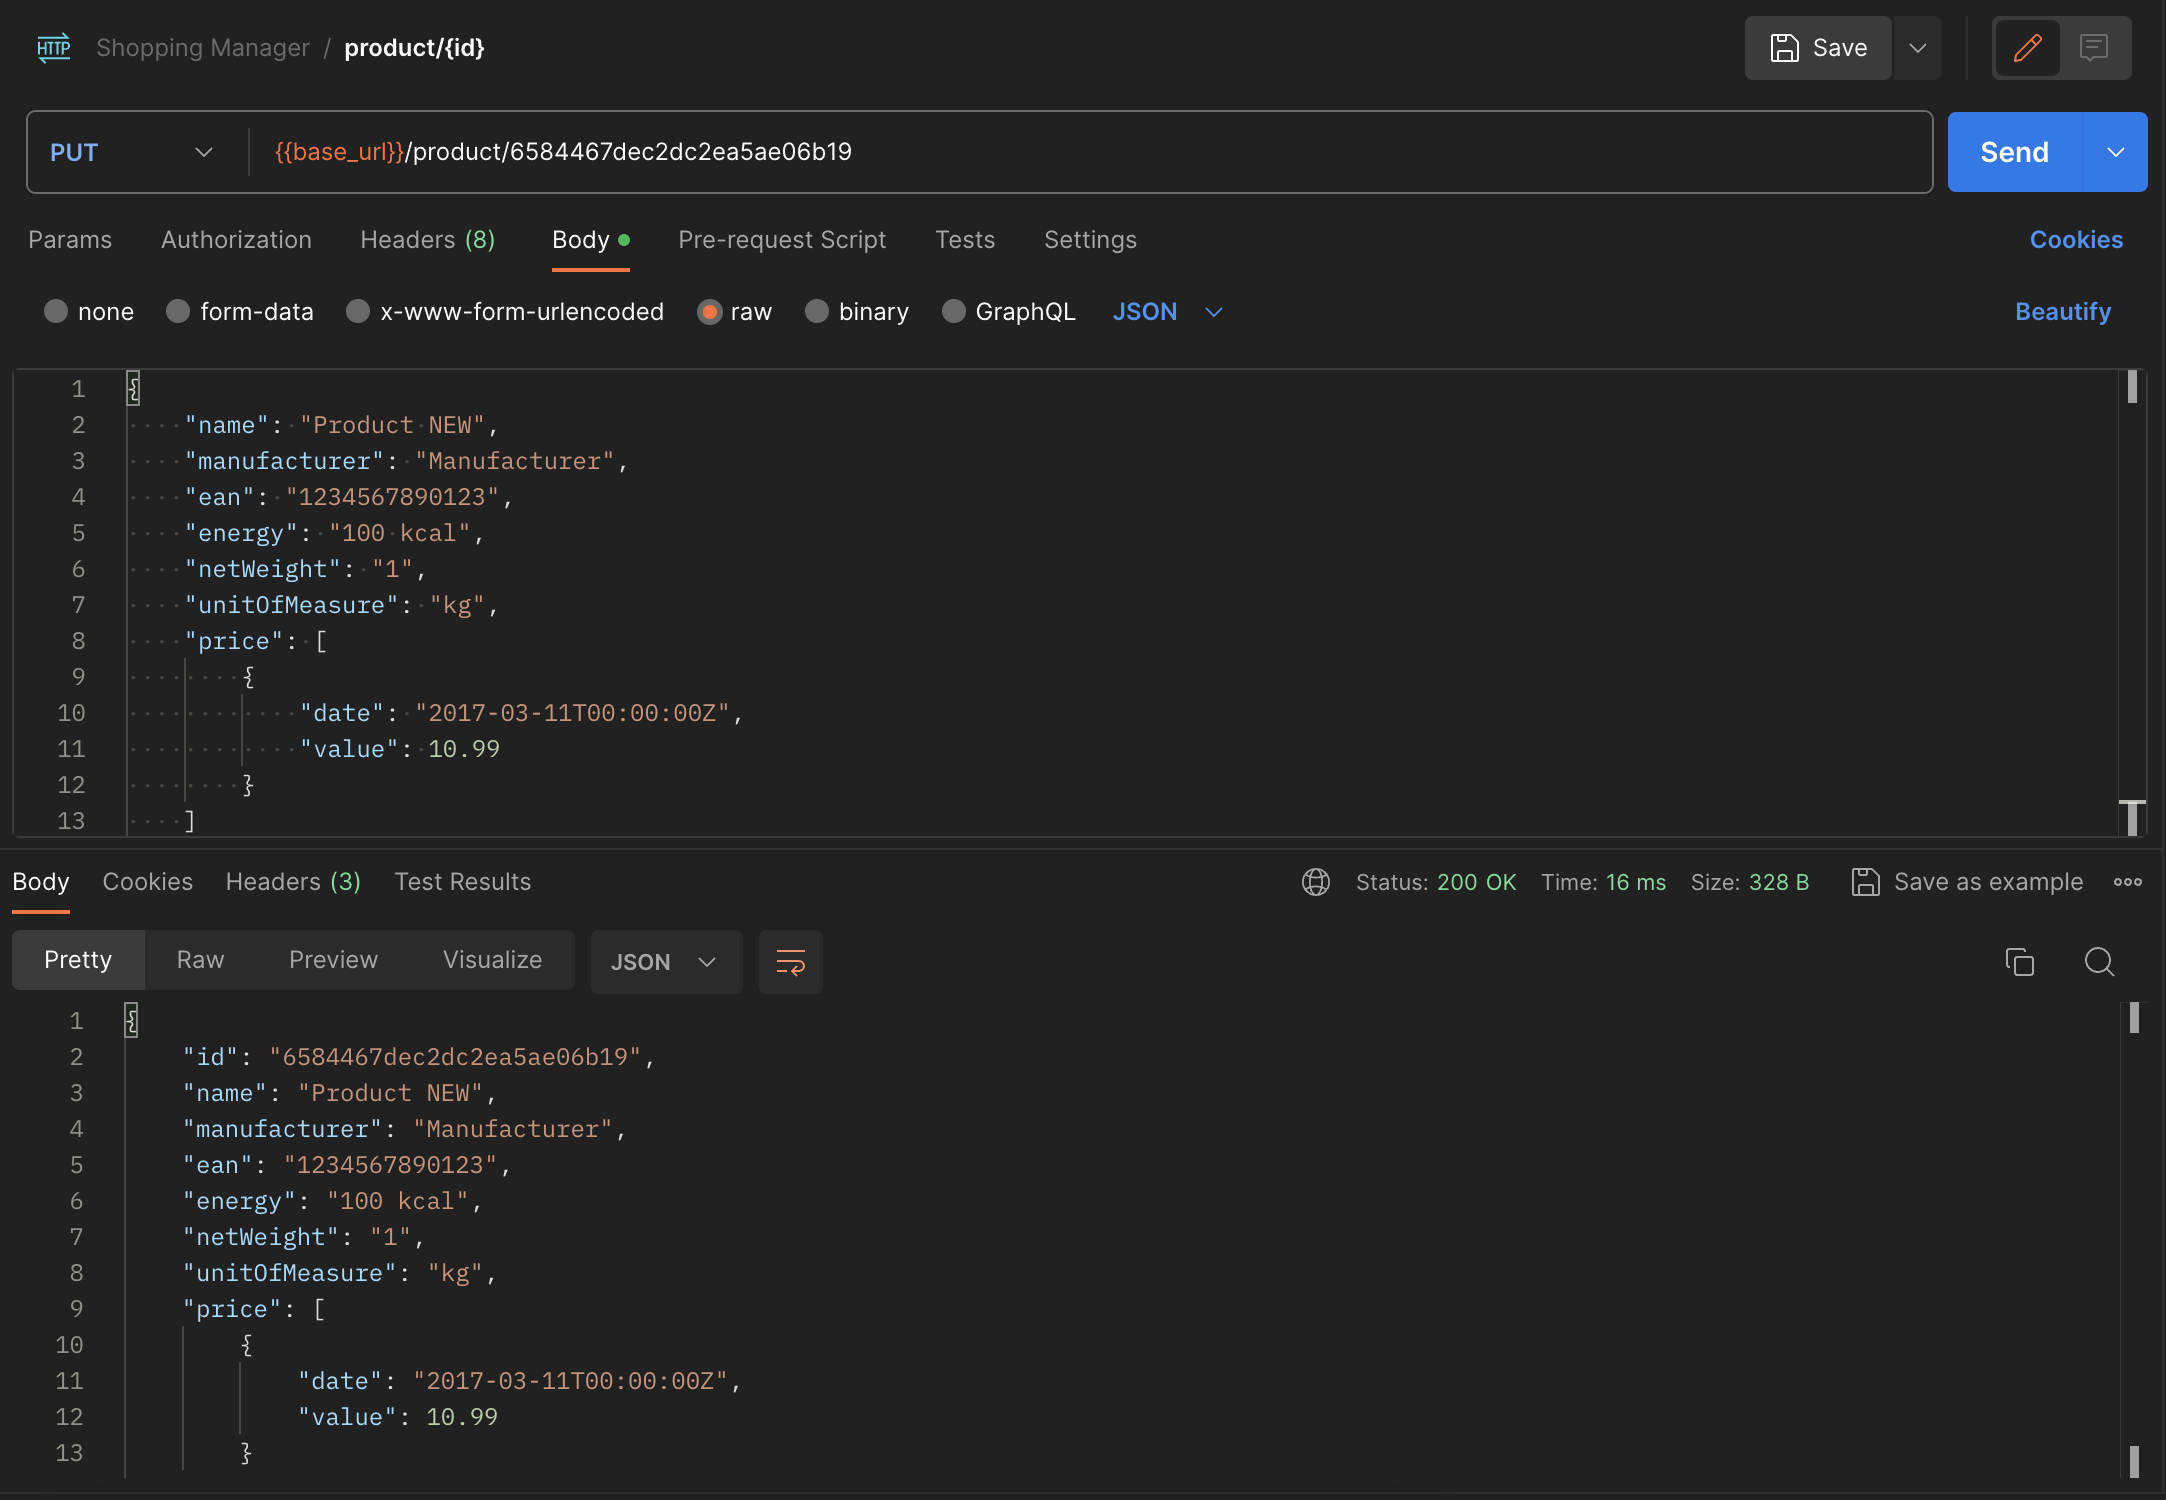 HTTP Shopping Manager / product/{id} Save
PUT {{base_url}}/product/6584467dec2dc2ea5ae06b19 Send
Params Authorization Headers (8) Body Pre-request Script Tests Settings Cookies
none form-data x-www-form-urlencoded raw binary GraphQL JSON Beautify
1 {
2 "name": "Product NEW",
3 "manufacturer": "Manufacturer",
4 "ean": "1234567890123",
5 "energy": "100 kcal",
6 "netWeight": "1",
7 "unitOfMeasure": "kg",
8 "price": [
9 {
10 "date": "2017-03-11T00:00:00Z",
11 "value": 10.99
12 }
13 ]
Body Cookies Headers (3) Test Results Status: 200 OK Time: 16 ms Size: 328 B Save as example
Pretty Raw Preview Visualize JSON
1 {
2 "id": "6584467dec2dc2ea5ae06b19",
3 "name": "Product NEW",
4 "manufacturer": "Manufacturer",
5 "ean": "1234567890123",
6 "energy": "100 kcal",
7 "netWeight": "1",
8 "unitOfMeasure": "kg",
9 "price": [
10 {
11 "date": "2017-03-11T00:00:00Z",
12 "value": 10.99
13 }